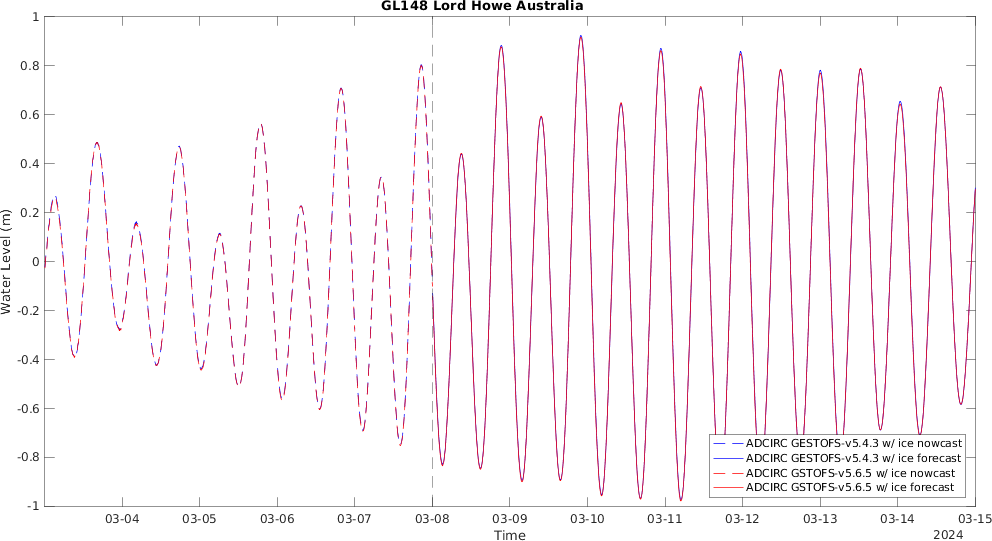 GL148 Lord Howe Australia
1
0.8
0.6
0.4
0.2
0
-0.2
-0.4
-0.6
-0.8
-1
Water Level (m)
ADCIRC GESTOFS-v5.4.3 w/ ice nowcast
ADCIRC GESTOFS-v5.4.3 w/ ice forecast
ADCIRC GSTOFS-v5.6.5 w/ ice nowcast
ADCIRC GSTOFS-v5.6.5 w/ ice forecast
03-04 03-05 03-06 03-07 03-08 03-09 03-10 03-11 03-12 03-13 03-14 03-15
Time
2024